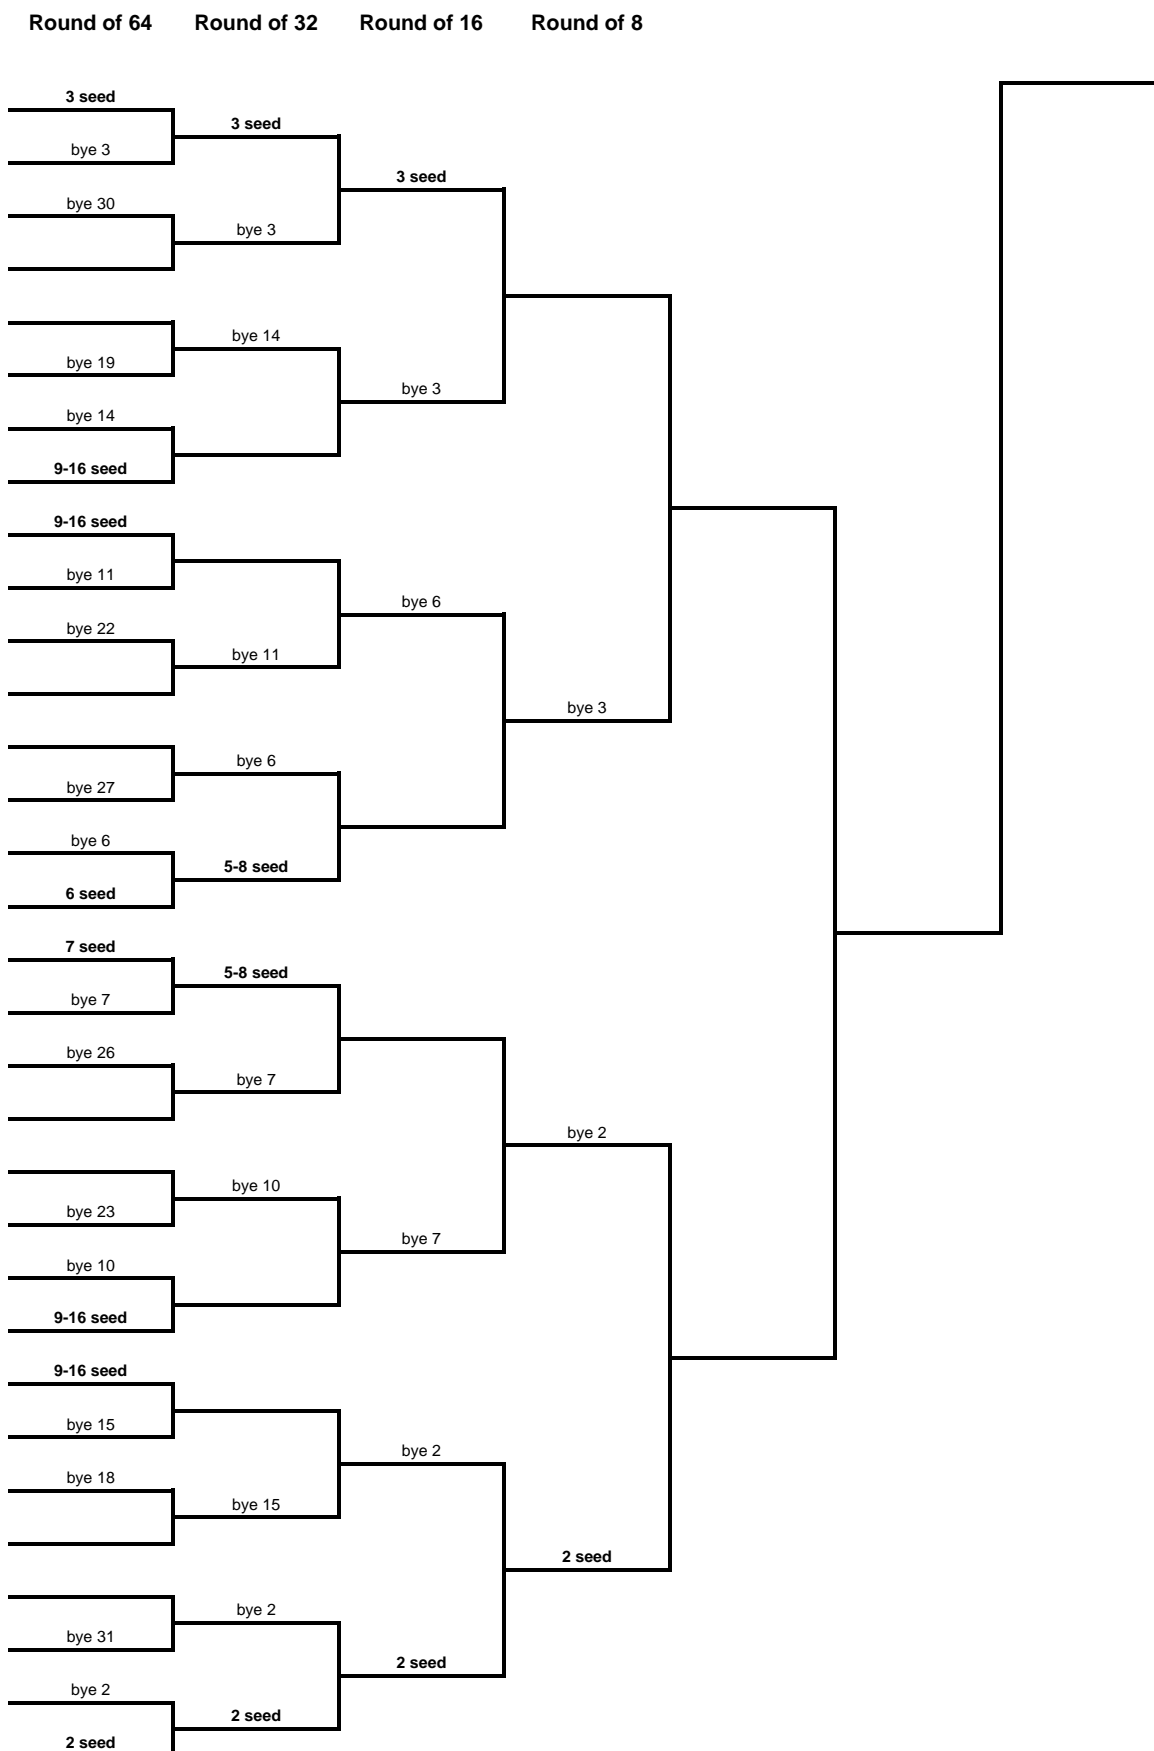 Round of 64 Round of 32 Round of 16 Round of 8
3 seed
3 seed
bye 3
3 seed
bye 30
bye 3
bye 14
bye 19
bye 3
bye 14
9-16 seed
9-16 seed
bye 11
bye 6
bye 22
bye 11
bye 3
bye 6
bye 27
bye 6
5-8 seed
6 seed
7 seed
5-8 seed
bye 7
bye 26
bye 7
bye 2
bye 10
bye 23
bye 7
bye 10
9-16 seed
9-16 seed
bye 15
bye 2
bye 18
bye 15
2 seed
bye 2
bye 31
2 seed
bye 2
2 seed
2 seed